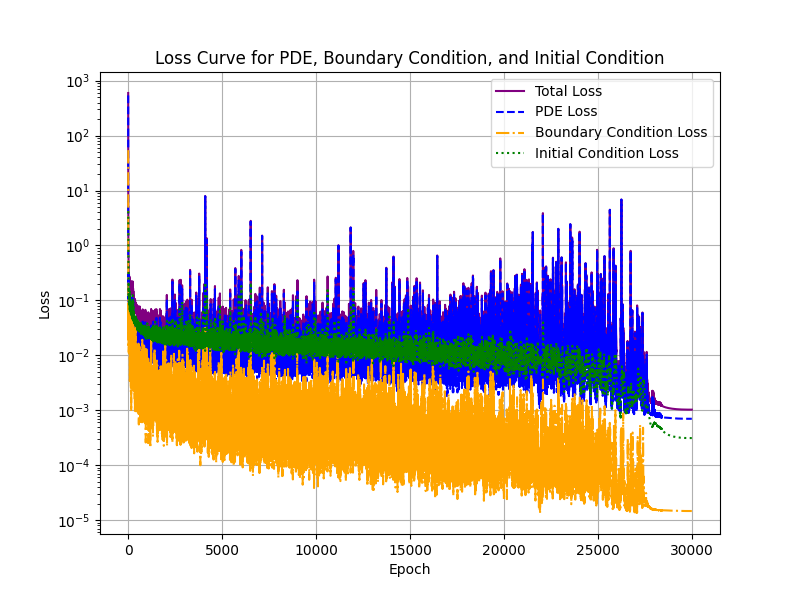 Loss Curve for PDE, Boundary Condition, and Initial Condition
Total Loss
PDE Loss
Boundary Condition Loss
Initial Condition Loss
10³
10²
10¹
10⁰
10⁻¹
10⁻²
10⁻³
10⁻⁴
10⁻⁵
Loss
0 5000 10000 15000 20000 25000 30000
Epoch